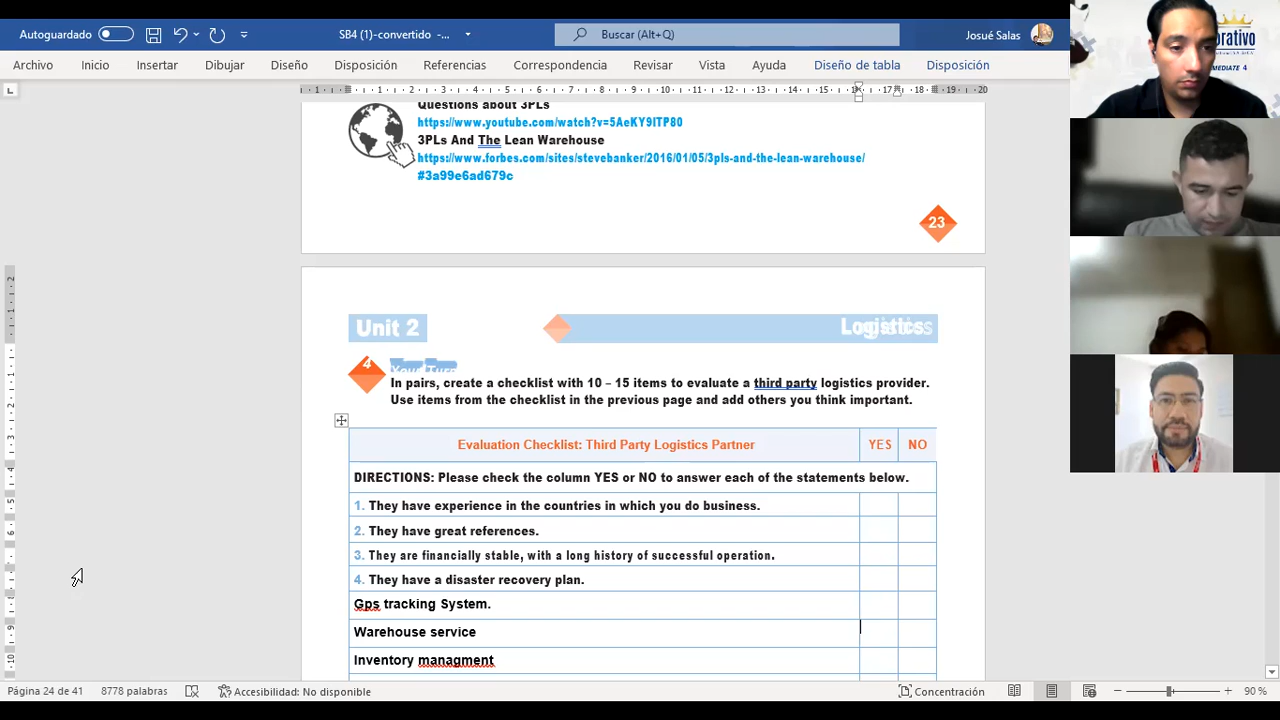 Autoguardado
SB4 (1)-convertido -...
Buscar (Alt+Q)
Josué Salas
Archivo Inicio Insertar Dibujar Diseño Disposición Referencias Revisar Vista Ayuda Diseño de tabla Disposición
orativo
MEDIATE 4
Questions about 3PLs
https://www.youtube.com/watch?v=5AeKY9ITP80
3PLs And The Lean Warehouse
https://www.forbes.com/sites/stevebanker/2016/01/05/3pls-and-the-lean-warehouse/
#3a99e6ad679c
23
Unit 2
Logistics
4 Your Turn
In pairs, create a checklist with 10 – 15 items to evaluate a third party logistics provider.
Use items from the checklist in the previous page and add others you think important.
Evaluation Checklist: Third Party Logistics Partner YES NO
DIRECTIONS: Please check the column YES or NO to answer each of the statements below.
1. They have experience in the countries in which you do business.
2. They have great references.
3. They are financially stable, with a long history of successful operation.
4. They have a disaster recovery plan.
Gps tracking System.
Warehouse service
Inventory managment
Página 24 de 41 8778 palabras Accesibilidad: No disponible Concentración 90 %